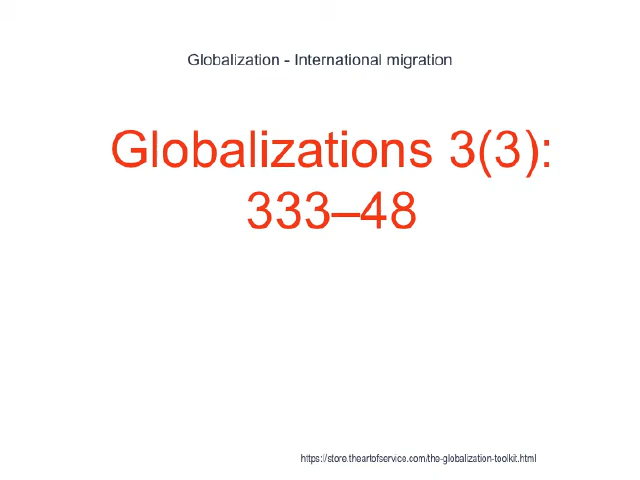 Globalization - International migration
Globalizations 3(3):
333–48
https://store.theartofservice.com/the-globalization-toolkit.html